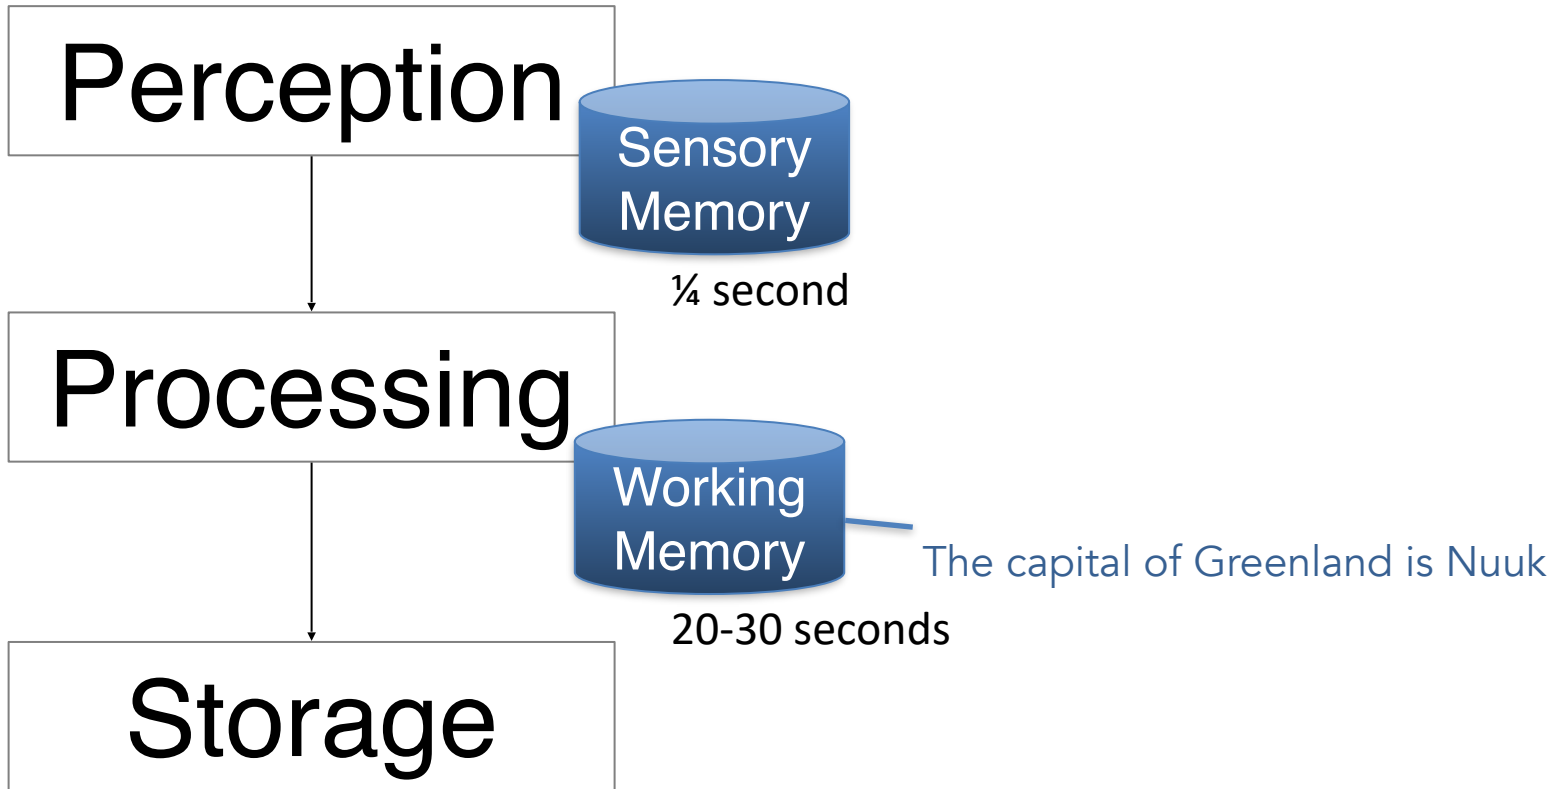 Perception
Sensory
Memory
¼ second
Processing
Working
Memory
The capital of Greenland is Nuuk
20-30 seconds
Storage